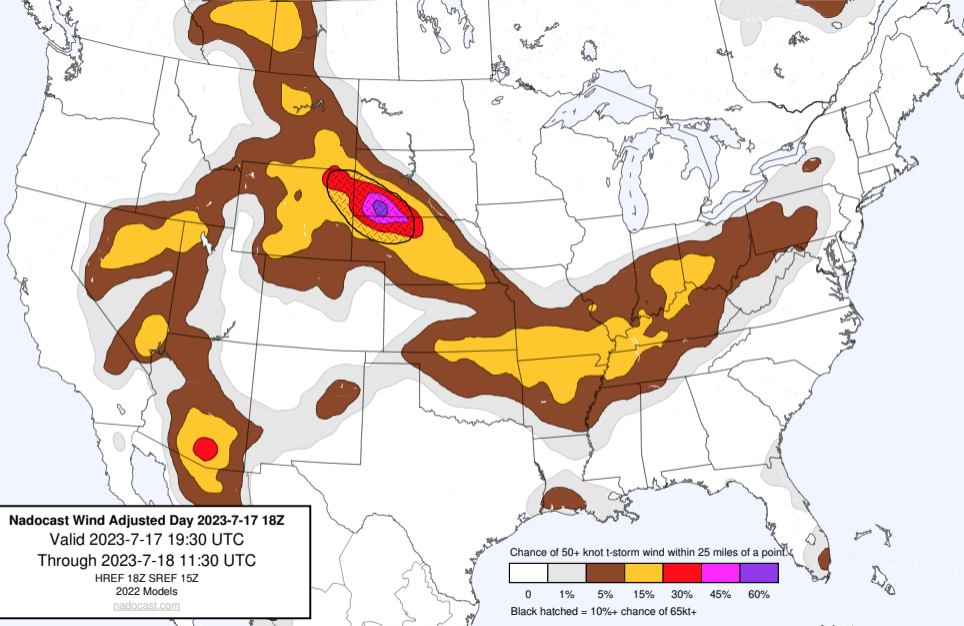 Nadocast Wind Adjusted Day 2023-7-17 18Z
Valid 2023-7-17 19:30 UTC
Through 2023-7-18 11:30 UTC
HREF 18Z SREF 15Z
2022 Models
nadocast.com
Chance of 50+ knot t-storm wind within 25 miles of a point.
0 1% 5% 15% 30% 45% 60%
Black hatched = 10%+ chance of 65kt+